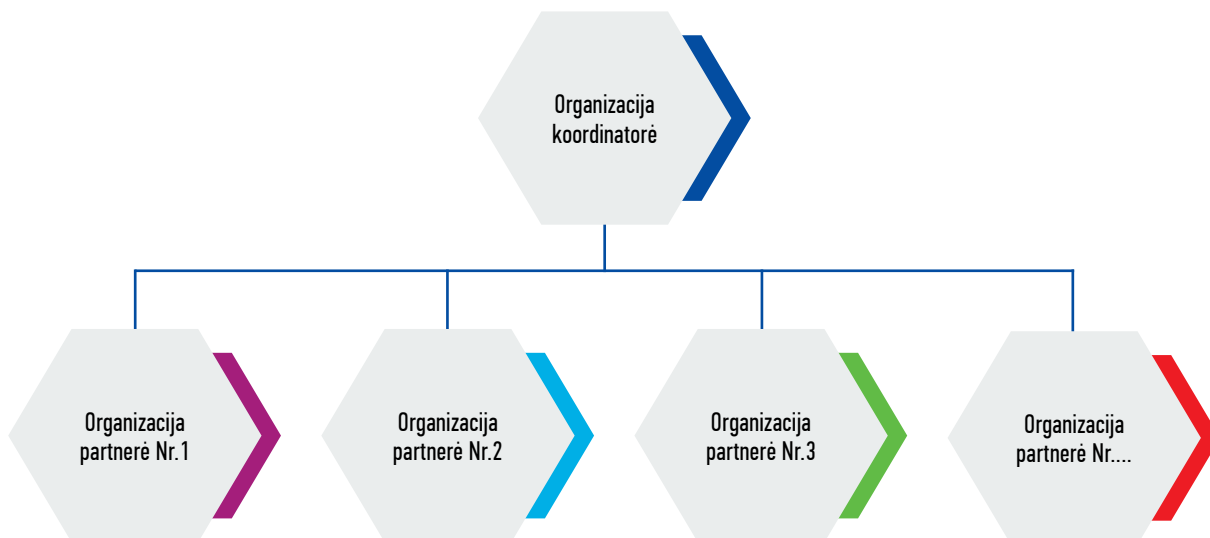 Organizacija
koordinatorė
Organizacija
partnerė Nr.1
Organizacija
partnerė Nr.2
Organizacija
partnerė Nr.3
Organizacija
partnerė Nr....